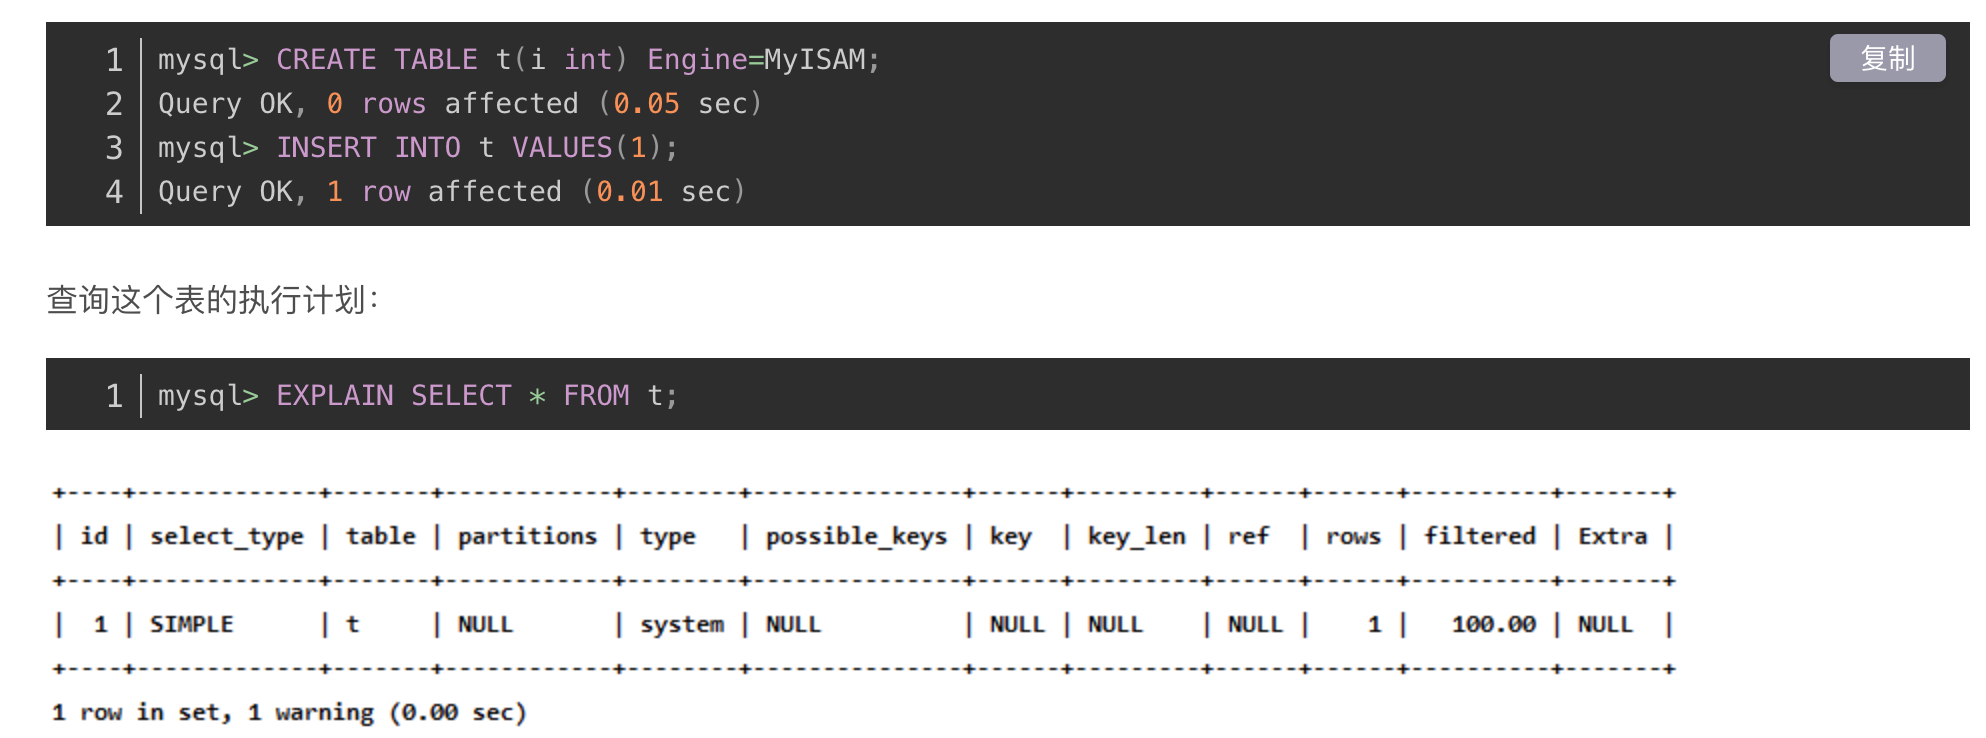 1 mysql> CREATE TABLE t(i int) Engine=MyISAM;
复制
2 Query OK, 0 rows affected (0.05 sec)
3 mysql> INSERT INTO t VALUES(1);
4 Query OK, 1 row affected (0.01 sec)
查询这个表的执行计划：
1 mysql> EXPLAIN SELECT * FROM t;
+----+-------------+-------+------------+--------+---------------+------+---------+------+------+----------+-------+
| id | select_type | table | partitions | type   | possible_keys | key  | key_len | ref  | rows | filtered | Extra |
+----+-------------+-------+------------+--------+---------------+------+---------+------+------+----------+-------+
|  1 | SIMPLE      | t     | NULL       | system | NULL          | NULL | NULL    | NULL |    1 |   100.00 | NULL  |
+----+-------------+-------+------------+--------+---------------+------+---------+------+------+----------+-------+
1 row in set, 1 warning (0.00 sec)